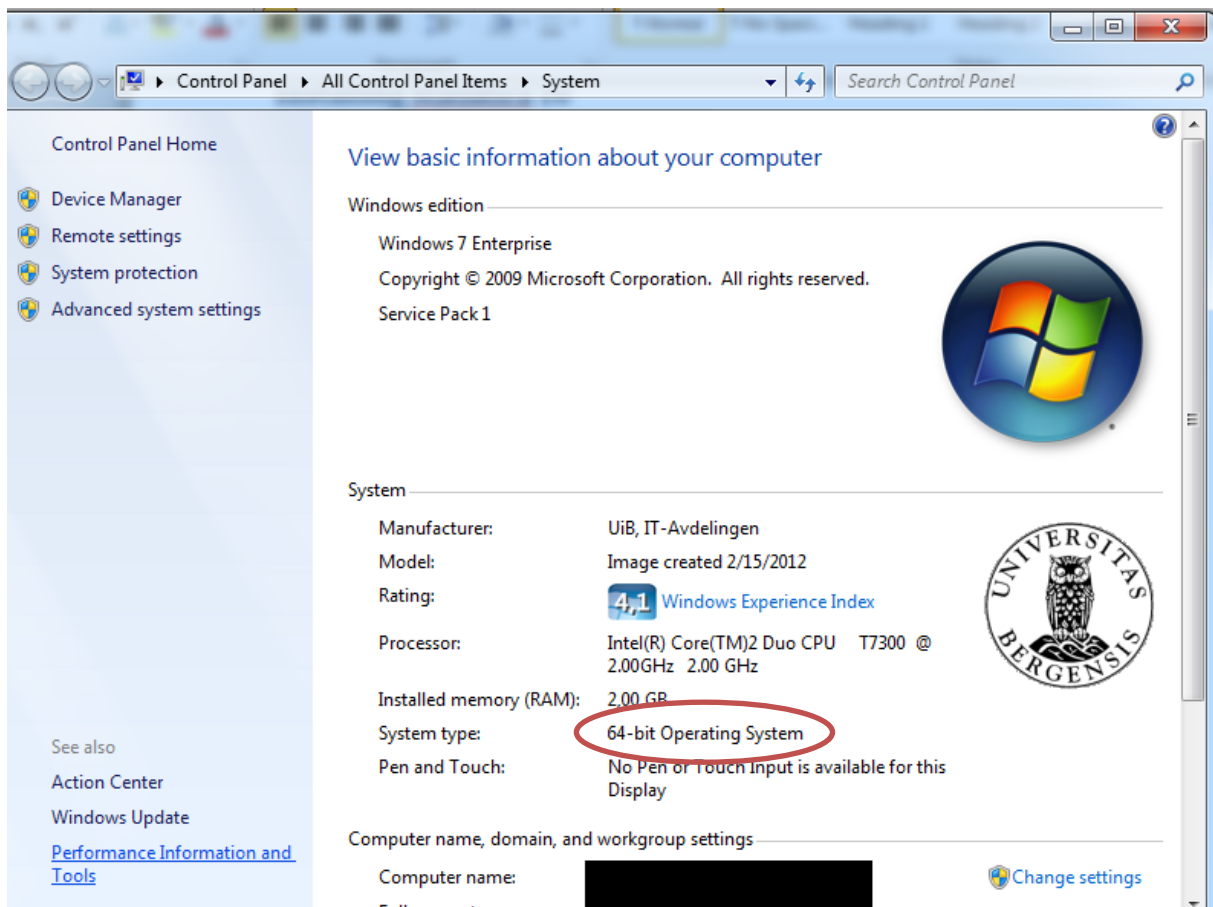 Control Panel
All Control Panel Items
System
Search Control Panel
Control Panel Home
Device Manager
Remote settings
System protection
Advanced system settings
See also
Action Center
Windows Update
Performance Information and
Tools
View basic information about your computer
Windows edition
Windows 7 Enterprise
Copyright © 2009 Microsoft Corporation. All rights reserved.
Service Pack 1
System
Manufacturer: UiB, IT-Avdelingen
Model: Image created 2/15/2012
Rating: 4,1 Windows Experience Index
Processor: Intel(R) Core(TM)2 Duo CPU T7300 @
2.00GHz 2.00 GHz
Installed memory (RAM): 2,00 GB
System type: 64-bit Operating System
Pen and Touch: No Pen or Touch Input is available for this
Display
UNIVERSITAS
BERGENSIS
Computer name, domain, and workgroup settings
Computer name:
Change settings